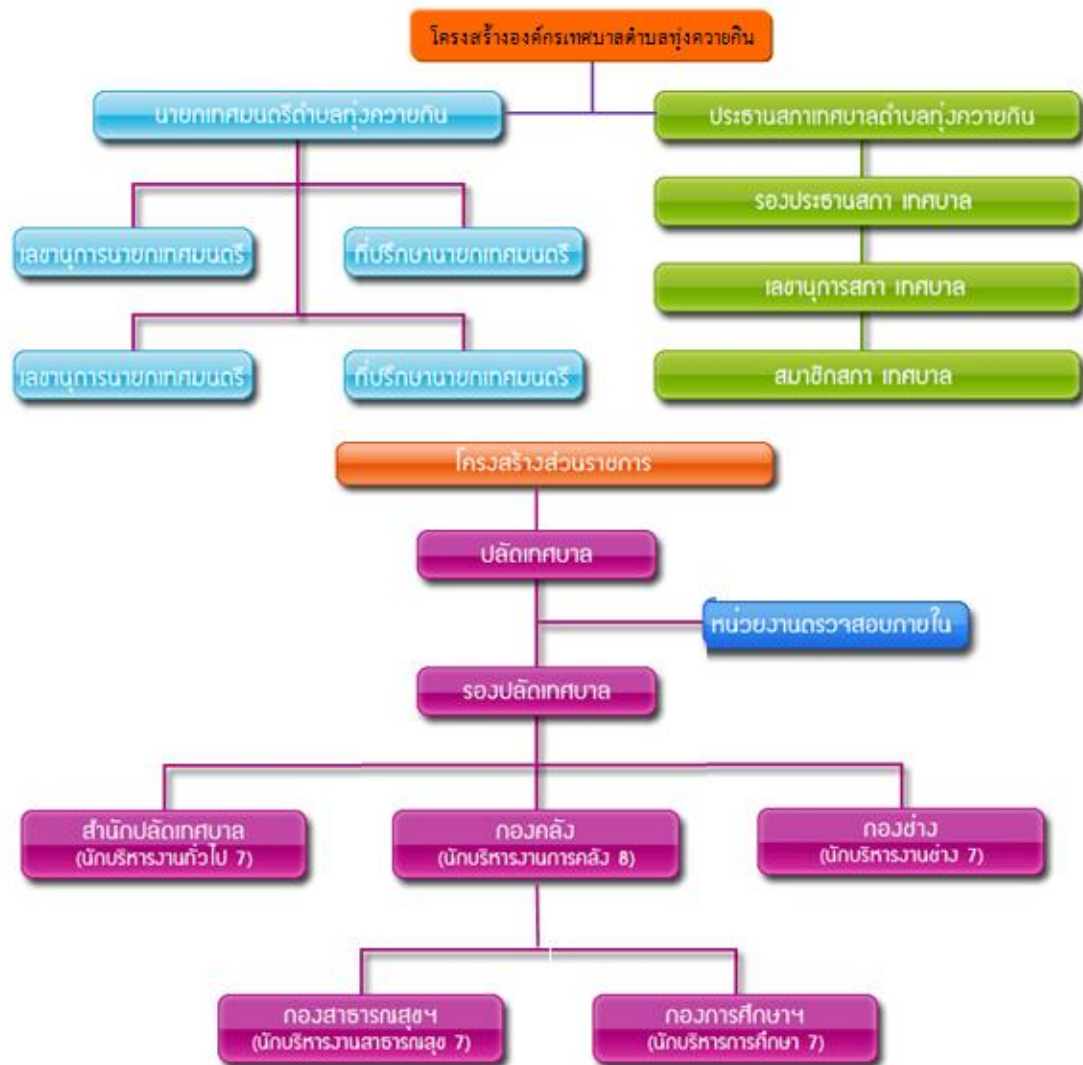 โครงสร้างองค์กรเทศบาลตำบลทุ่งควายกิน
นายกเทศมนตรีตำบลทุ่งควายกิน
ประธานสภาเทศบาลตำบลทุ่งควายกิน
รองประธานสภา เทศบาล
เลขานุการนายกเทศมนตรี
ที่ปรึกษานายกเทศมนตรี
เลขานุการสภา เทศบาล
เลขานุการนายกเทศมนตรี
ที่ปรึกษานายกเทศมนตรี
สมาชิกสภา เทศบาล
โครงสร้างส่วนราชการ
ปลัดเทศบาล
หน่วยงานตรวจสอบภายใน
รองปลัดเทศบาล
สำนักปลัดเทศบาล
(นักบริหารงานทั่วไป 7)
กองคลัง
(นักบริหารงานการคลัง 8)
กองช่าง
(นักบริหารงานช่าง 7)
กองสาธารณสุขฯ
(นักบริหารงานสาธารณสุข 7)
กองการศึกษาฯ
(นักบริหารการศึกษา 7)